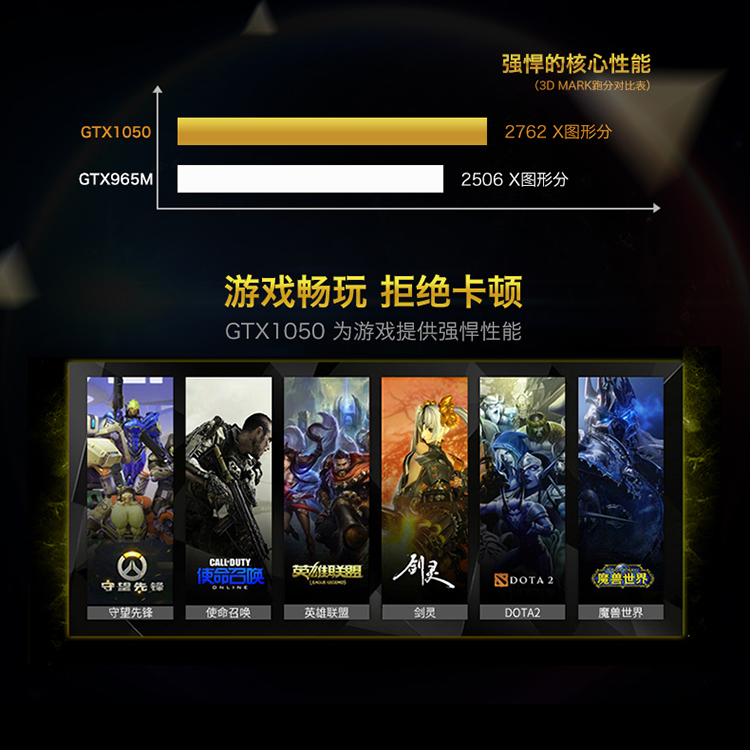 强悍的核心性能
（3D MARK跑分对比表）
GTX1050
2762 X图形分
GTX965M
2506 X图形分
游戏畅玩 拒绝卡顿
GTX1050 为游戏提供强悍性能
守望先锋
CALL OF DUTY
使命召唤
ONLINE
英雄联盟
LEAGUE OF LEGENDS
剑灵
DOTA 2
魔兽世界
守望先锋
使命召唤
英雄联盟
剑灵
DOTA2
魔兽世界